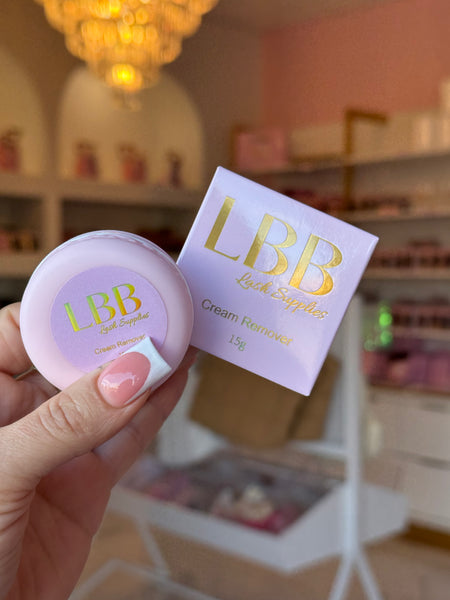 LBB
Lash Supplies
Cream Remover
LBB
Lash Supplies
Cream Remover
15g